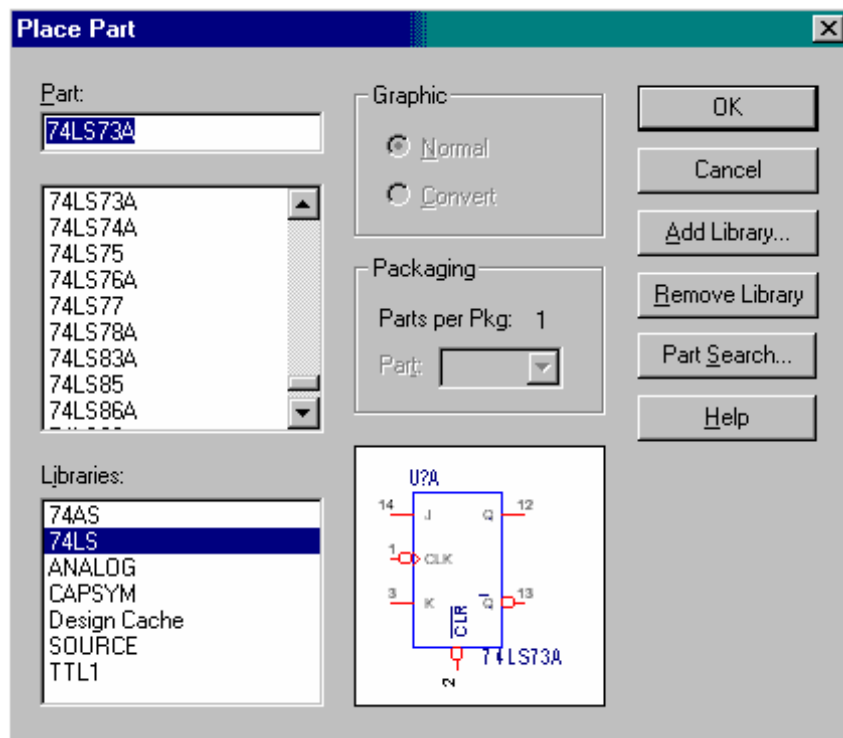 Place Part
Part:
74LS73A
74LS73A
74LS74A
74LS75
74LS76A
74LS77
74LS78A
74LS83A
74LS85
74LS86A
Libraries:
74AS
74LS
ANALOG
CAPSYM
Design Cache
SOURCE
TTL1
Graphic
Normal
Convert
Packaging
Parts per Pkg: 1
Part:
U?A
14 J Q 12
1 CLK
3 K Q 13
CLR
2
74LS73A
OK
Cancel
Add Library...
Remove Library
Part Search...
Help